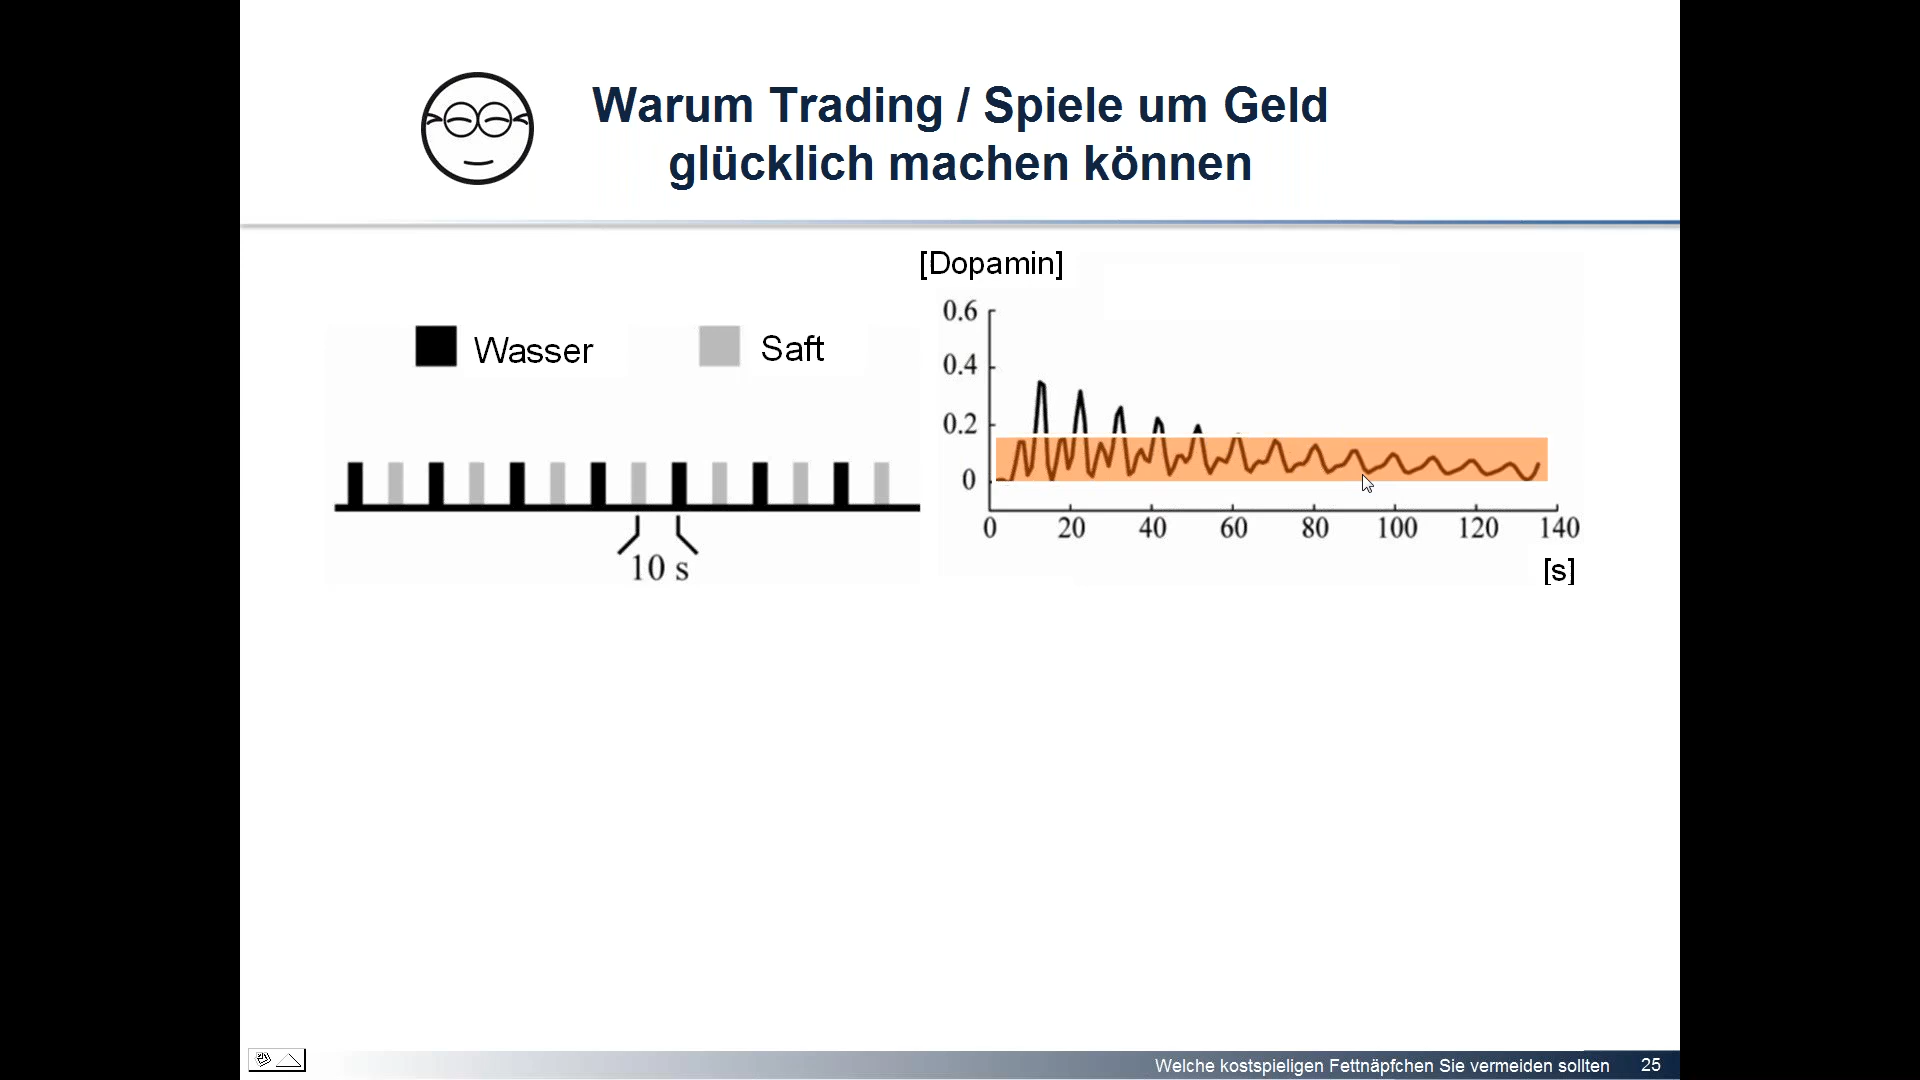 Warum Trading / Spiele um Geld
glücklich machen können
[Dopamin]
Wasser
Saft
10 s
0.6
0.4
0.2
0
0 20 40 60 80 100 120 140
[s]
Welche kostspieligen Fettnäpfchen Sie vermeiden sollten 25